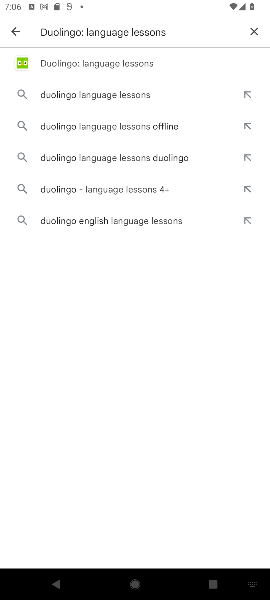 7:06
Duolingo: language lessons
Duolingo: language lessons
duolingo language lessons
duolingo language lessons offline
duolingo language lessons duolingo
duolingo - language lessons 4+
duolingo english language lessons